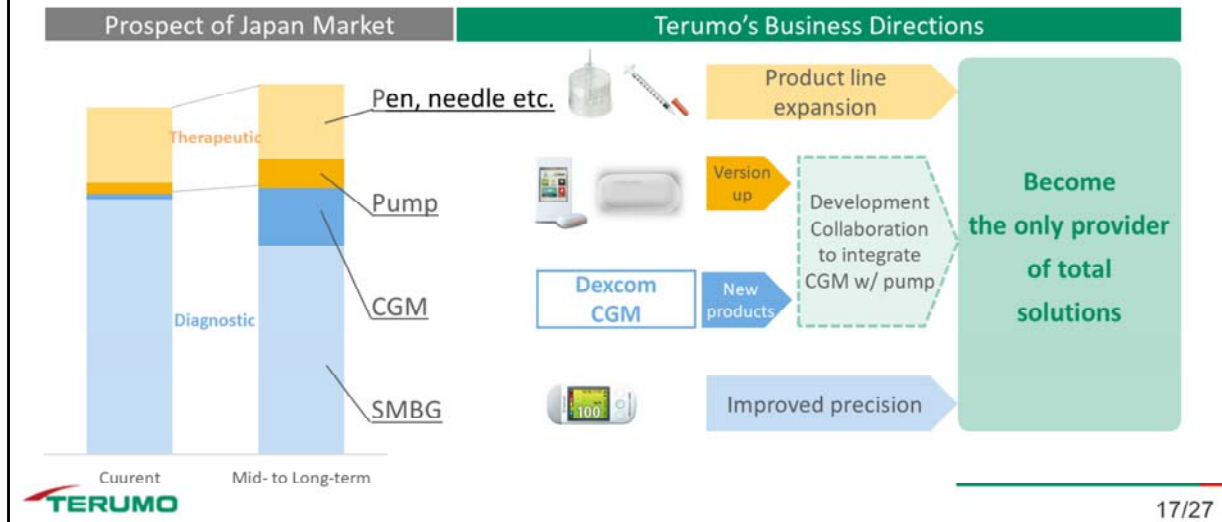 Prospect of Japan Market
Terumo's Business Directions
Therapeutic
Diagnostic
Cuurent
Mid- to Long-term
Pen, needle etc.
Pump
CGM
SMBG
Product line
expansion
Version
up
Dexcom
CGM
New
products
Development
Collaboration
to integrate
CGM w/ pump
100
Improved precision
Become
the only provider
of total
solutions
TERUMO
17/27